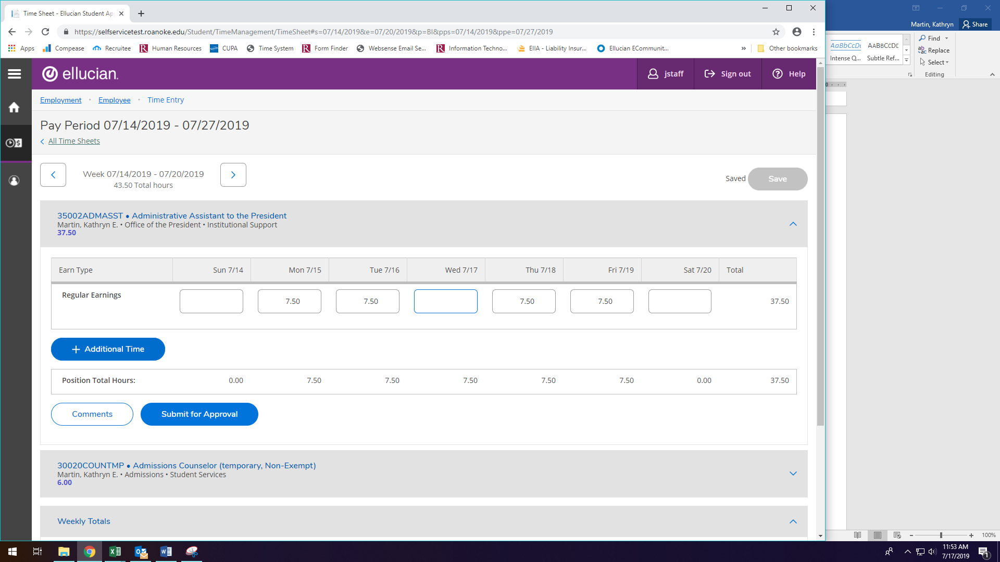 Time Sheet - Ellucian Student Ap
Martin, Kathryn
Share
https://selfservicetest.roanoke.edu/Student/TimeManagement/TimeSheet#s=07/14/2019&e=07/20/2019&p=BI&pps=07/14/2019&ppe=07/27/2019
Apps
Compease
Recruitee
Human Resources
CUPA
Time System
Form Finder
Websense Email Se...
Information Techno...
EIIA - Liability Insur...
Ellucian ECommunit...
»
Other bookmarks
AaBbCcDc
AABBCCDE
Intense Q...
Subtle Ref...
Find
Replace
Select
Editing
ellucian.
jstaff
Sign out
Help
Employment • Employee • Time Entry
Pay Period 07/14/2019 - 07/27/2019
All Time Sheets
Week 07/14/2019 - 07/20/2019
43.50 Total hours
Saved
Save
35002ADMASST • Administrative Assistant to the President
Martin, Kathryn E. • Office of the President • Institutional Support
37.50
Earn Type Sun 7/14 Mon 7/15 Tue 7/16 Wed 7/17 Thu 7/18 Fri 7/19 Sat 7/20 Total
Regular Earnings 7.50 7.50 7.50 7.50 37.50
+ Additional Time
Position Total Hours: 0.00 7.50 7.50 7.50 7.50 7.50 0.00 37.50
Comments
Submit for Approval
30020COUNTMP • Admissions Counselor (temporary, Non-Exempt)
Martin, Kathryn E. • Admissions • Student Services
6.00
Weekly Totals
100%
11:53 AM
7/17/2019
1